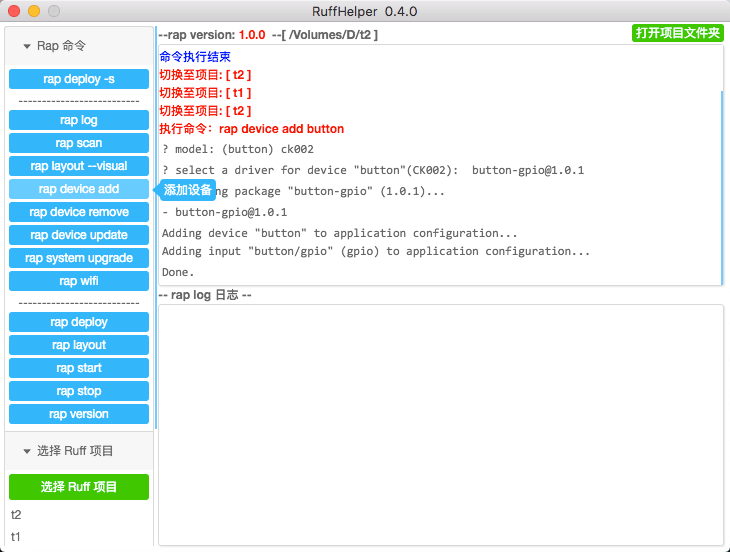 RuffHelper 0.4.0
Rap 命令
rap deploy -s
--------------------------
rap log
rap scan
rap layout --visual
rap device add
rap device remove
rap device update
rap system upgrade
rap wifi
--------------------------
rap deploy
rap layout
rap start
rap stop
rap version
选择 Ruff 项目
选择 Ruff 项目
t2
t1
--rap version: 1.0.0 --[ /Volumes/D/t2 ]
打开项目文件夹
命令执行结束
切换至项目: [ t2 ]
切换至项目: [ t1 ]
切换至项目: [ t2 ]
执行命令：rap device add button
? model: (button) ck002
? select a driver for device "button"(CK002): button-gpio@1.0.1
添加设备
ng package "button-gpio" (1.0.1)...
- button-gpio@1.0.1
Adding device "button" to application configuration...
Adding input "button/gpio" (gpio) to application configuration...
Done.
-- rap log 日志 --